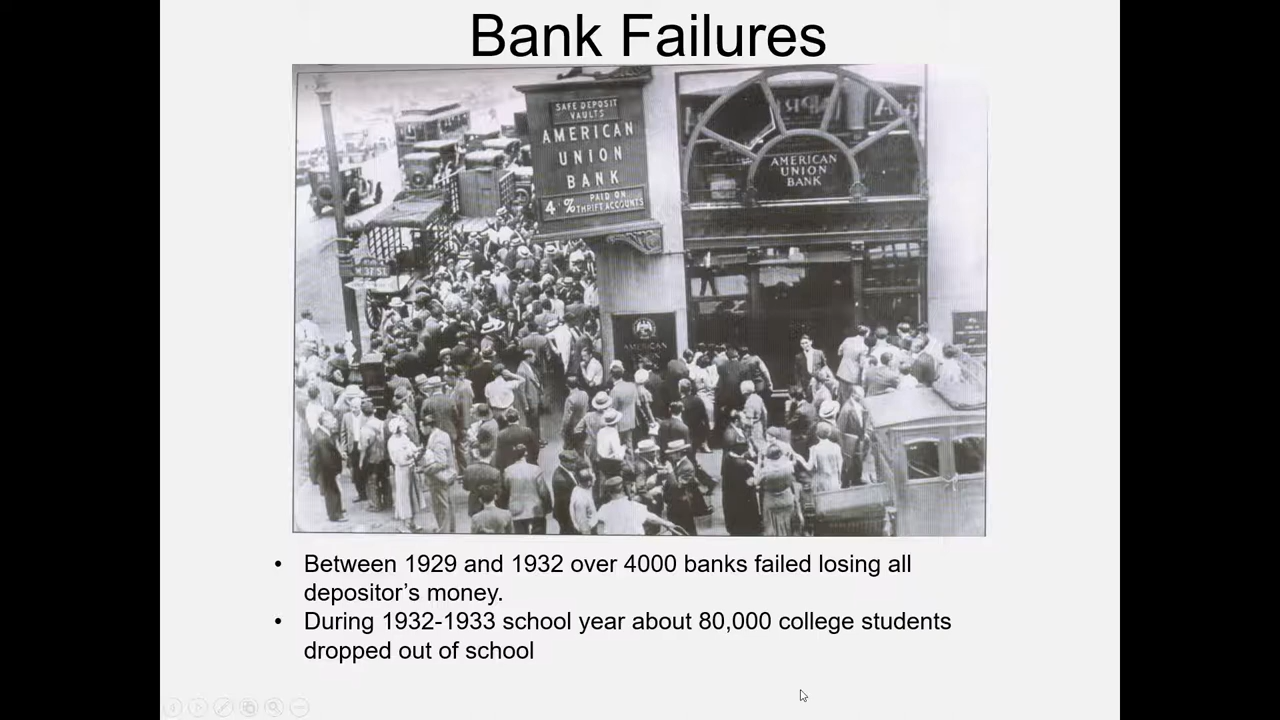 Bank Failures
SAFE DEPOSIT
VAULTS
AMERICAN
UNION
BANK
4% PAID ON
THRIFT ACCOUNTS
AMERICAN
UNION
BANK
AMERICAN
• Between 1929 and 1932 over 4000 banks failed losing all
depositor’s money.
• During 1932-1933 school year about 80,000 college students
dropped out of school